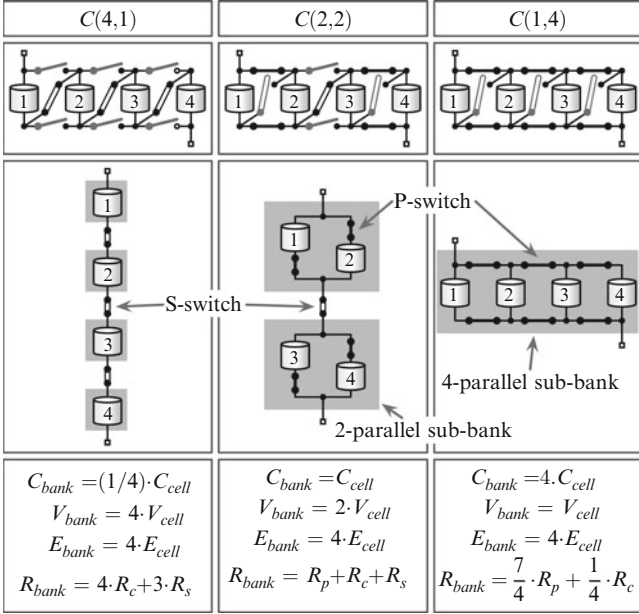 C(4,1) C(2,2) C(1,4)
1 2 3 4 1 2 3 4 1 2 3 4
1
2
3
4
S-switch
1 2
3 4
P-switch
2-parallel sub-bank
1 2 3 4
4-parallel sub-bank
C_bank =(1/4)·C_cell
V_bank = 4·V_cell
E_bank = 4·E_cell
R_bank = 4·R_c+3·R_s
C_bank =C_cell
V_bank = 2·V_cell
E_bank = 4·E_cell
R_bank = R_p+R_c+R_s
C_bank =4.C_cell
V_bank = V_cell
E_bank = 4·E_cell
R_bank = 7/4 ·R_p + 1/4 ·R_c